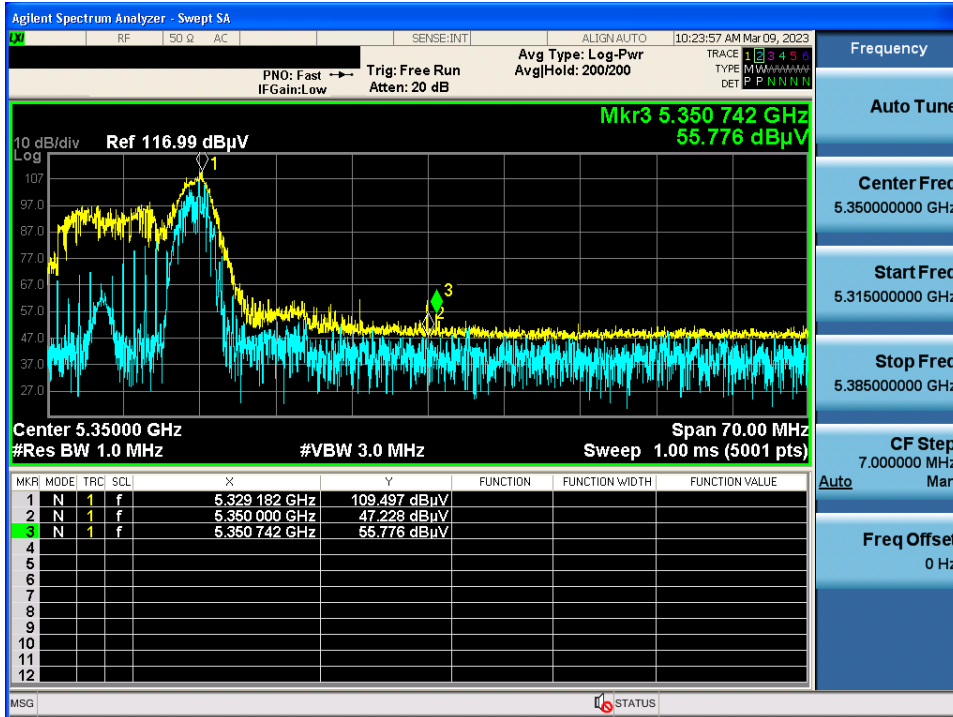 Agilent Spectrum Analyzer - Swept SA
LXI RF 50 Ω AC SENSE:INT ALIGN AUTO 10:23:57 AM Mar 09, 2023
PNO: Fast Trig: Free Run Avg Type: Log-Pwr TRACE 1 2 3 4 5 6
IFGain:Low Atten: 20 dB Avg|Hold: 200/200 TYPE M W W W W W
DET P P N N N N
Mkr3 5.350 742 GHz
55.776 dBµV
10 dB/div Ref 116.99 dBµV
Log
1
107
97.0
87.0
77.0
67.0
3
57.0
2
47.0
37.0
27.0
Center 5.35000 GHz Span 70.00 MHz
#Res BW 1.0 MHz #VBW 3.0 MHz Sweep 1.00 ms (5001 pts)
MKR MODE TRC SCL X Y FUNCTION FUNCTION WIDTH FUNCTION VALUE
1 N 1 f 5.329 182 GHz 109.497 dBµV
2 N 1 f 5.350 000 GHz 47.228 dBµV
3 N 1 f 5.350 742 GHz 55.776 dBµV
4
5
6
7
8
9
10
11
12
MSG STATUS
Frequency
Auto Tune
Center Freq
5.350000000 GHz
Start Freq
5.315000000 GHz
Stop Freq
5.385000000 GHz
CF Step
7.000000 MHz
Auto Man
Freq Offset
0 Hz